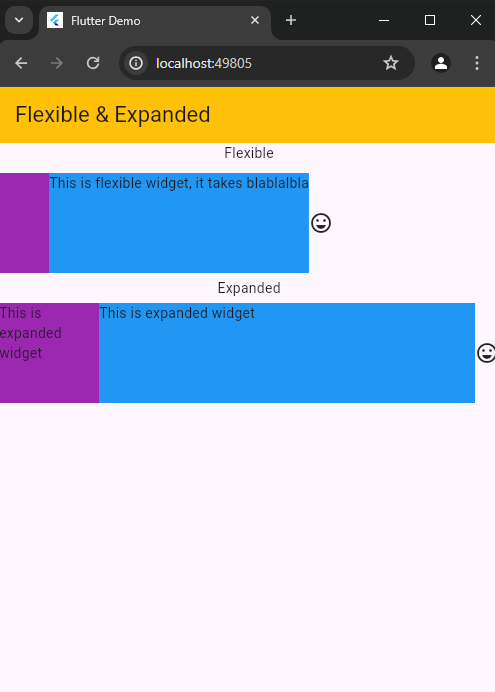 Flutter Demo
localhost:49805
Flexible & Expanded
Flexible
This is flexible widget, it takes blablalbla
Expanded
This is
expanded
widget
This is expanded widget